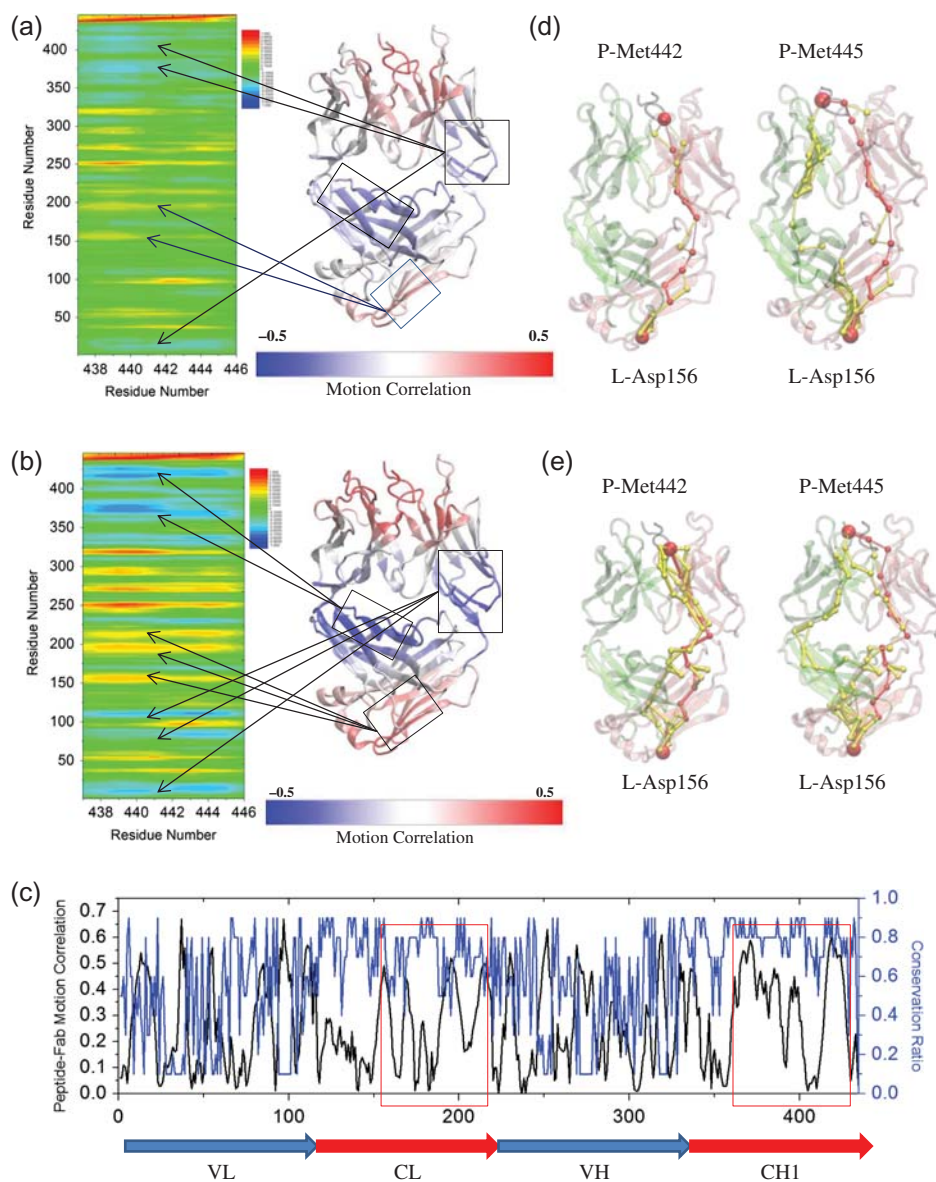 (a)
400
350
300
250
200
150
100
50
Residue Number
438 440 442 444 446
Residue Number
–0.5
0.5
Motion Correlation
(d)
P-Met442
P-Met445
L-Asp156
L-Asp156
(b)
400
350
300
250
200
150
100
50
Residue Number
438 440 442 444 446
Residue Number
–0.5
0.5
Motion Correlation
(e)
P-Met442
P-Met445
L-Asp156
L-Asp156
(c)
Peptide-Fab Motion Correlation
0.7
0.6
0.5
0.4
0.3
0.2
0.1
0.0
0 100 200 300 400
1.0
0.8
0.6
0.4
0.2
0.0
Conservation Ratio
VL
CL
VH
CH1